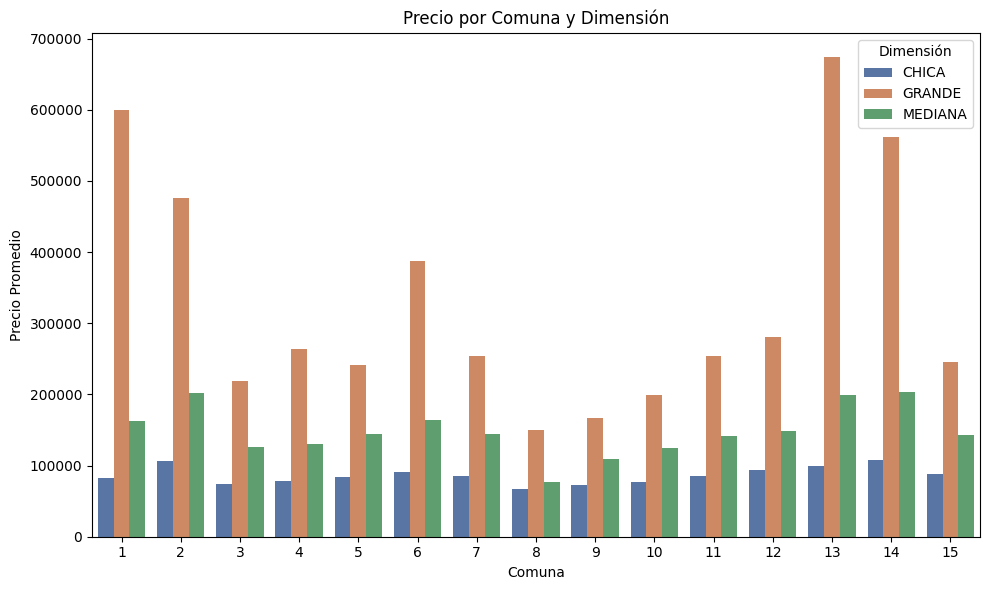 Precio por Comuna y Dimensión
Dimensión
CHICA
GRANDE
MEDIANA
Precio Promedio
700000
600000
500000
400000
300000
200000
100000
0
1 2 3 4 5 6 7 8 9 10 11 12 13 14 15
Comuna